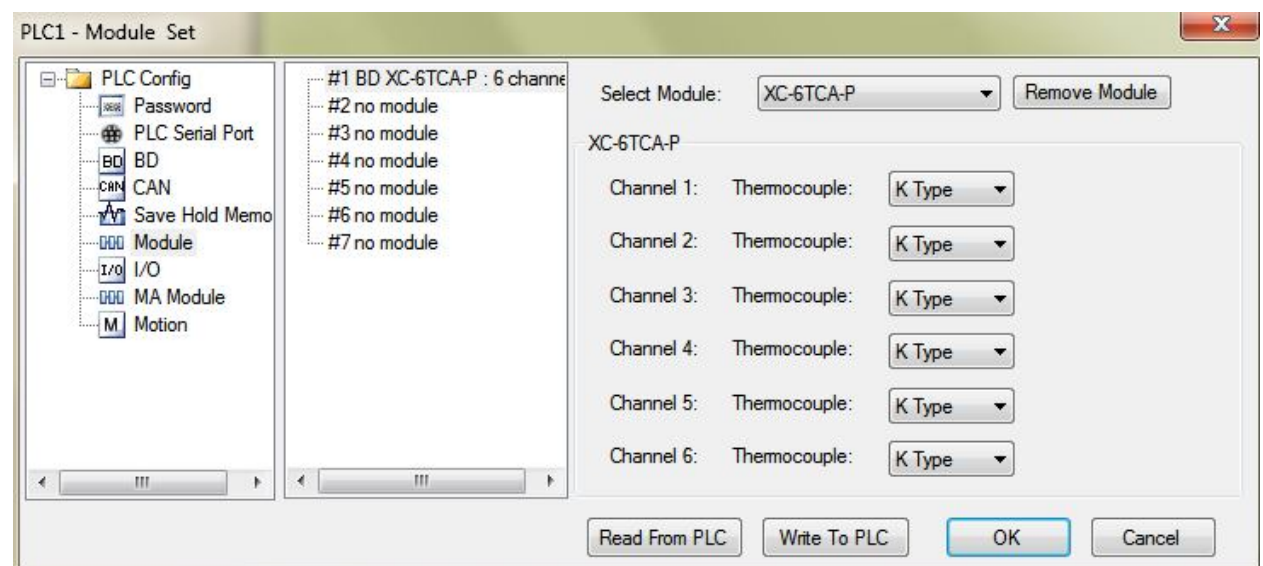 PLC1 - Module Set
X
PLC Config
Password
PLC Serial Port
BD BD
CAN CAN
Save Hold Memo
Module
I/O I/O
MA Module
M Motion
#1 BD XC-6TCA-P : 6 channe
#2 no module
#3 no module
#4 no module
#5 no module
#6 no module
#7 no module
Select Module: XC-6TCA-P Remove Module
XC-6TCA-P
Channel 1: Thermocouple: K Type
Channel 2: Thermocouple: K Type
Channel 3: Thermocouple: K Type
Channel 4: Thermocouple: K Type
Channel 5: Thermocouple: K Type
Channel 6: Thermocouple: K Type
Read From PLC Write To PLC OK Cancel